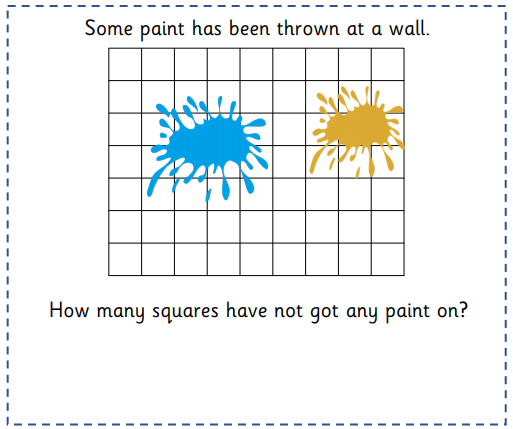 Some paint has been thrown at a wall.
How many squares have not got any paint on?